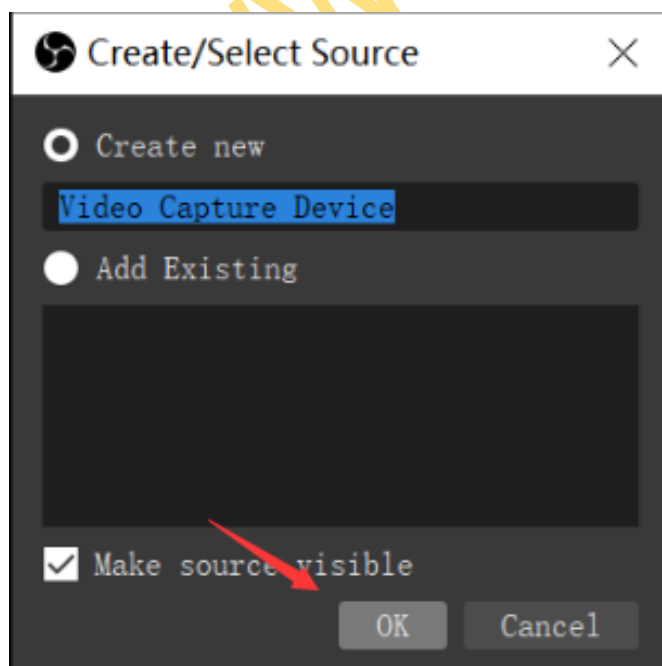 Create/Select Source
Create new
Video Capture Device
Add Existing
Make source visible
OK Cancel